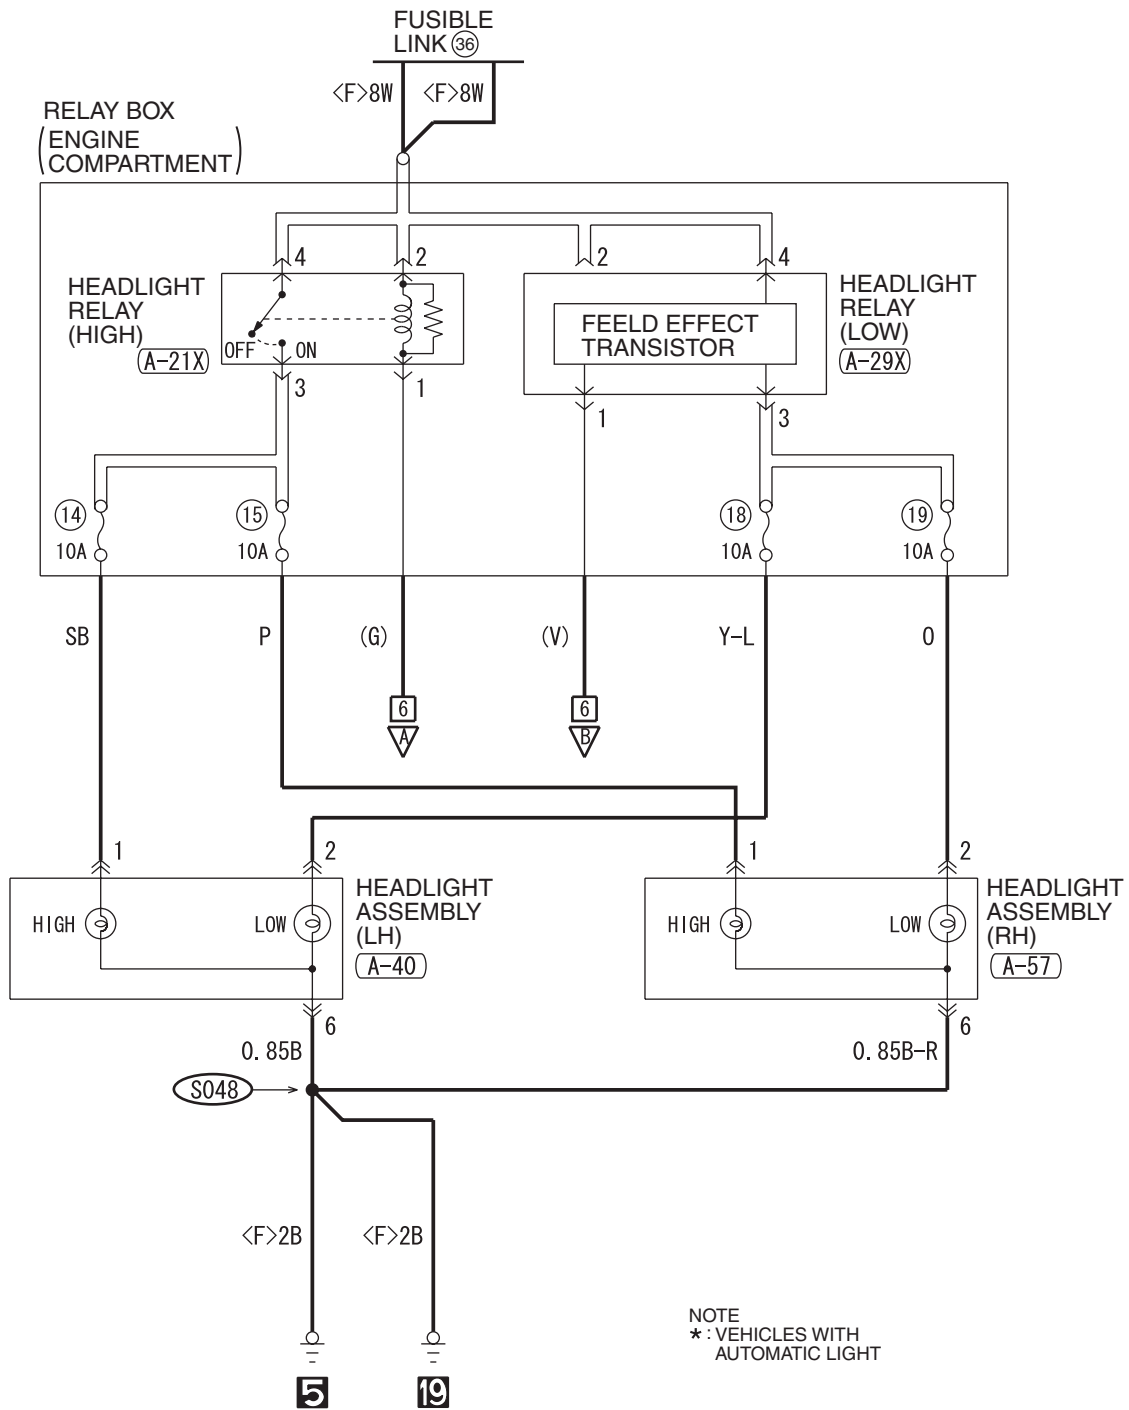 FUSIBLE
LINK 36
<F>8W <F>8W
RELAY BOX
(ENGINE
COMPARTMENT)
4 2 2 4
HEADLIGHT
RELAY
(HIGH)
A-21X
OFF ON
FEELD EFFECT
TRANSISTOR
HEADLIGHT
RELAY
(LOW)
A-29X
3 1 1 3
14 15 18 19
10A 10A 10A 10A
SB P (G) (V) Y-L O
6 6
A B
1 2 1 2
HIGH LOW
HEADLIGHT
ASSEMBLY
(LH)
A-40
HIGH LOW
HEADLIGHT
ASSEMBLY
(RH)
A-57
6 6
0.85B 0.85B-R
S048
<F>2B <F>2B
NOTE
* : VEHICLES WITH
AUTOMATIC LIGHT
5 19